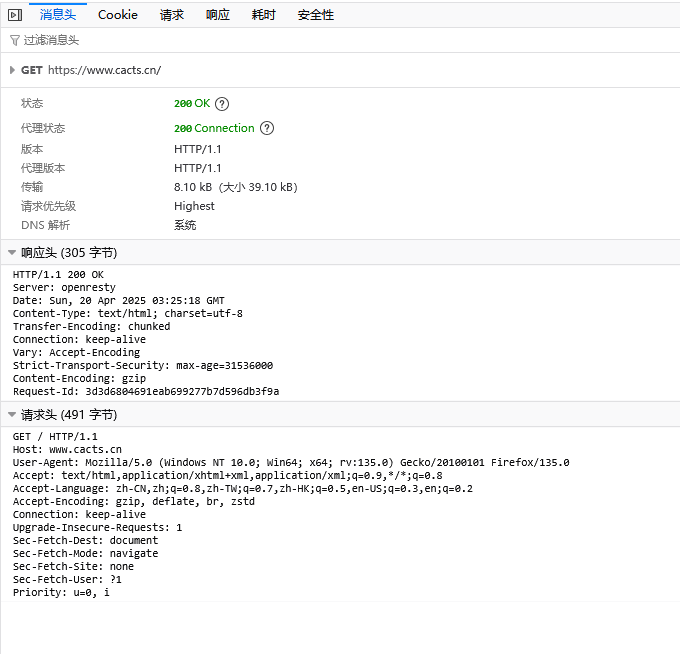 消息头 Cookie 请求 响应 耗时 安全性
过滤消息头
GET https://www.cacts.cn/
状态 200 OK ?
代理状态 200 Connection ?
版本 HTTP/1.1
代理版本 HTTP/1.1
传输 8.10 kB（大小 39.10 kB）
请求优先级 Highest
DNS 解析 系统
响应头 (305 字节)
HTTP/1.1 200 OK
Server: openresty
Date: Sun, 20 Apr 2025 03:25:18 GMT
Content-Type: text/html; charset=utf-8
Transfer-Encoding: chunked
Connection: keep-alive
Vary: Accept-Encoding
Strict-Transport-Security: max-age=31536000
Content-Encoding: gzip
Request-Id: 3d3d6804691eab699277b7d596db3f9a
请求头 (491 字节)
GET / HTTP/1.1
Host: www.cacts.cn
User-Agent: Mozilla/5.0 (Windows NT 10.0; Win64; x64; rv:135.0) Gecko/20100101 Firefox/135.0
Accept: text/html,application/xhtml+xml,application/xml;q=0.9,*/*;q=0.8
Accept-Language: zh-CN,zh;q=0.8,zh-TW;q=0.7,zh-HK;q=0.5,en-US;q=0.3,en;q=0.2
Accept-Encoding: gzip, deflate, br, zstd
Connection: keep-alive
Upgrade-Insecure-Requests: 1
Sec-Fetch-Dest: document
Sec-Fetch-Mode: navigate
Sec-Fetch-Site: none
Sec-Fetch-User: ?1
Priority: u=0, i